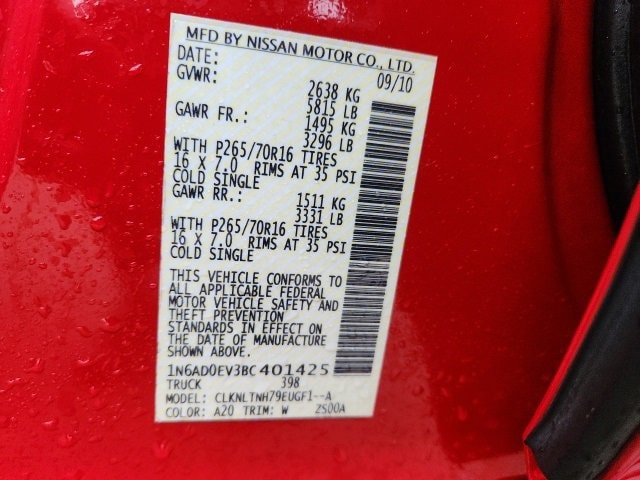 MFD BY NISSAN MOTOR CO., LTD.
DATE: 09/10
GVWR: 2638 KG
5815 LB
GAWR FR.: 1495 KG
3296 LB
WITH P265/70R16 TIRES
16 X 7.0 RIMS AT 35 PSI
COLD SINGLE
GAWR RR.: 1511 KG
3331 LB
WITH P265/70R16 TIRES
16 X 7.0 RIMS AT 35 PSI
COLD SINGLE
THIS VEHICLE CONFORMS TO
ALL APPLICABLE FEDERAL
MOTOR VEHICLE SAFETY AND
THEFT PREVENTION
STANDARDS IN EFFECT ON
THE DATE OF MANUFACTURE
SHOWN ABOVE.
1N6AD0EV3BC401425
TRUCK 398
MODEL: CLKNLTNH79EUGF1--A
COLOR: A20 TRIM: W 2500A